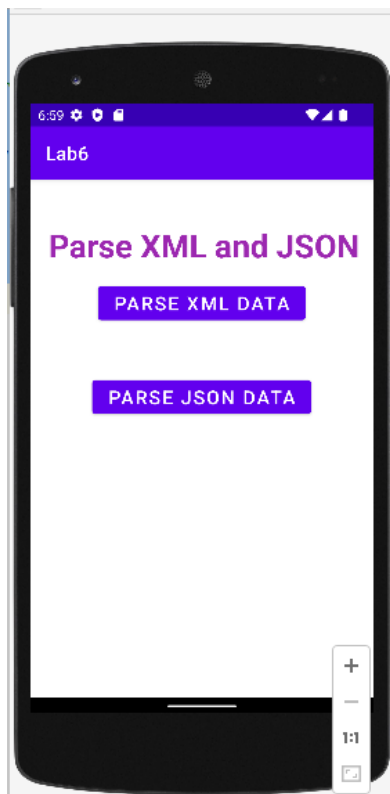 6:59
Lab6
Parse XML and JSON
PARSE XML DATA
PARSE JSON DATA
+
−
1:1